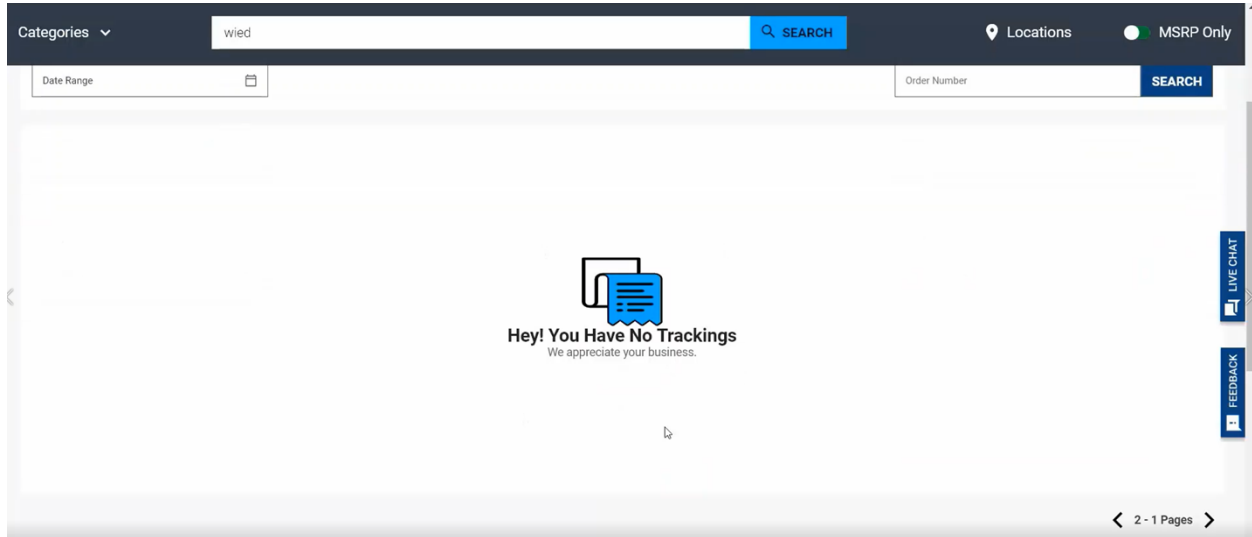 Categories
wied
SEARCH
Locations
MSRP Only
Date Range
Order Number
SEARCH
LIVE CHAT
Hey! You Have No Trackings
We appreciate your business.
FEEDBACK
2 - 1 Pages